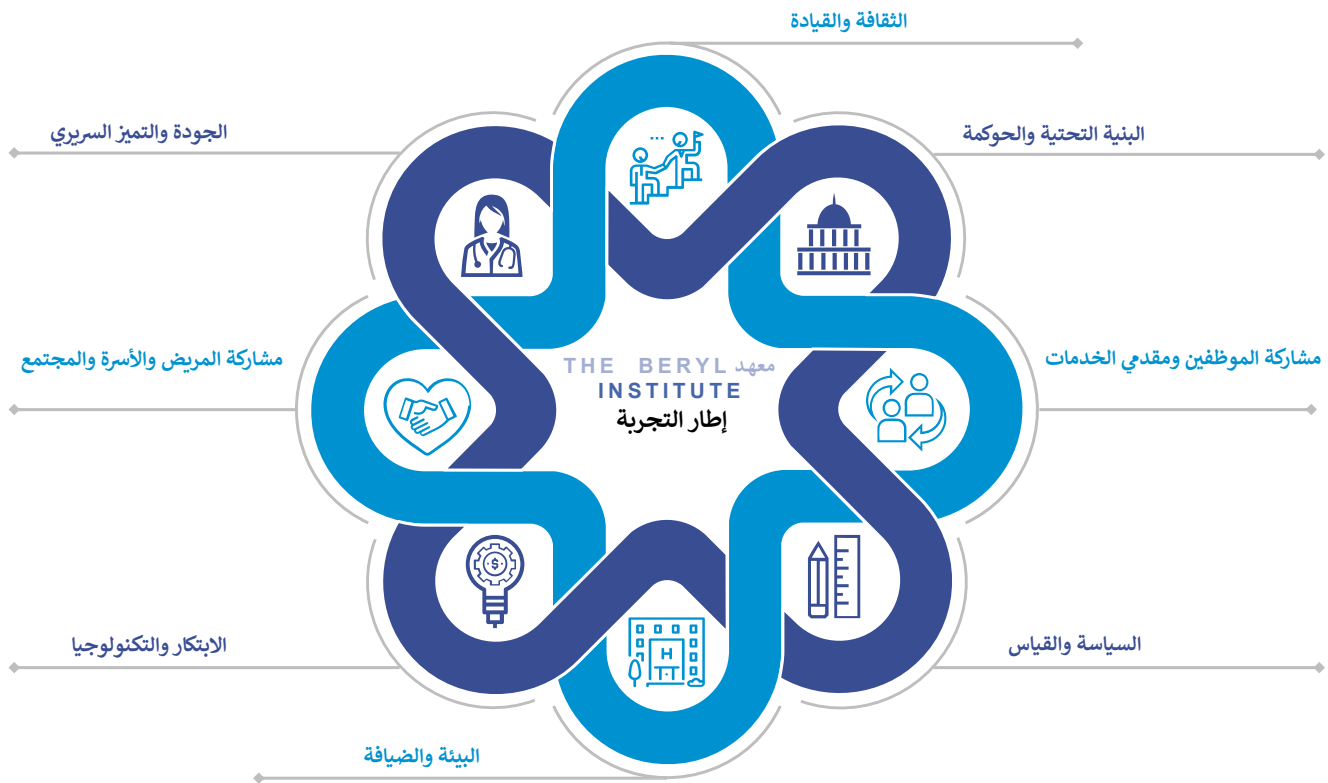 الثقافة والقيادة
البنية التحتية والحوكمة
الجودة والتميز السريري
مشاركة الموظفين ومقدمي الخدمات
مشاركة المريض والأسرة والمجتمع
معهد THE BERYL
INSTITUTE
إطار التجربة
السياسة والقياس
الابتكار والتكنولوجيا
البيئة والضيافة
$
H
T T